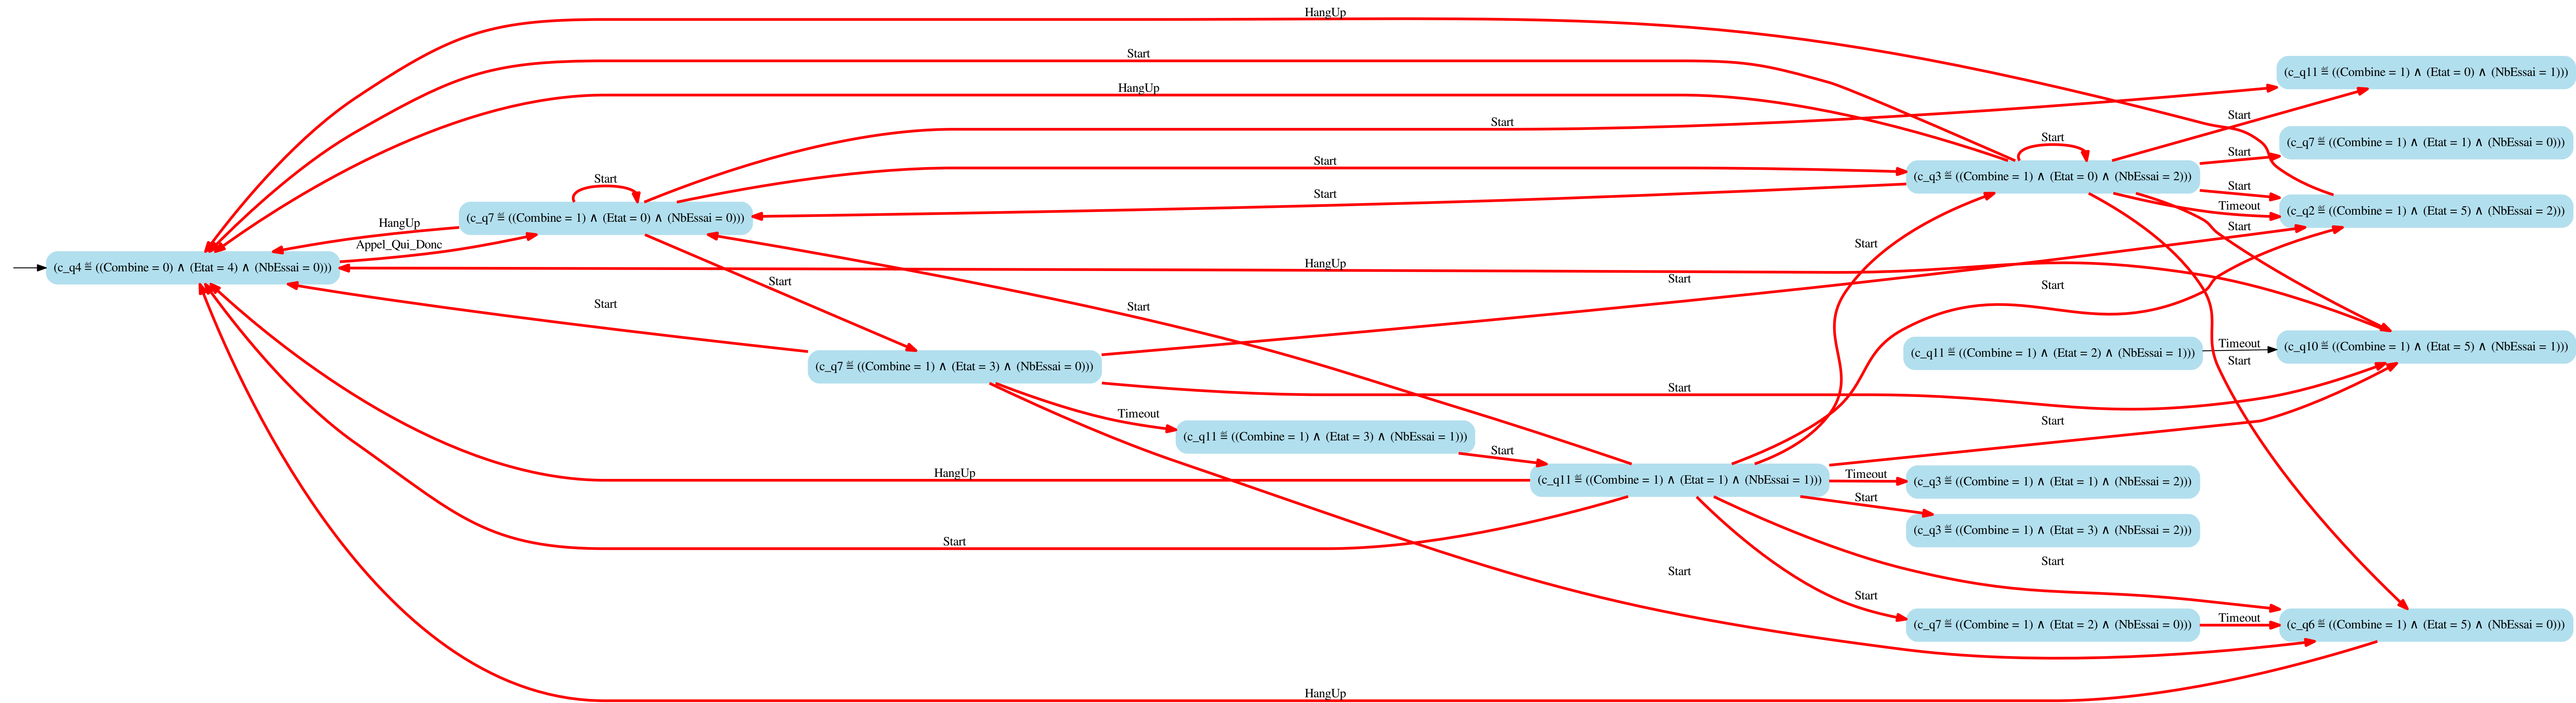 HangUp
Start
HangUp
(c_q11 ≝ ((Combine = 1) ∧ (Etat = 0) ∧ (NbEssai = 1)))
Start
Start
Start
(c_q7 ≝ ((Combine = 1) ∧ (Etat = 1) ∧ (NbEssai = 0)))
Start
Start
(c_q3 ≝ ((Combine = 1) ∧ (Etat = 0) ∧ (NbEssai = 2)))
Start
Start
Start
Start
Timeout
(c_q2 ≝ ((Combine = 1) ∧ (Etat = 5) ∧ (NbEssai = 2)))
(c_q7 ≝ ((Combine = 1) ∧ (Etat = 0) ∧ (NbEssai = 0)))
HangUp
Start
Appel_Qui_Donc
Start
HangUp
(c_q4 ≝ ((Combine = 0) ∧ (Etat = 4) ∧ (NbEssai = 0)))
Start
Start
Start
Start
Start
Timeout
(c_q10 ≝ ((Combine = 1) ∧ (Etat = 5) ∧ (NbEssai = 1)))
(c_q11 ≝ ((Combine = 1) ∧ (Etat = 2) ∧ (NbEssai = 1)))
Start
(c_q7 ≝ ((Combine = 1) ∧ (Etat = 3) ∧ (NbEssai = 0)))
Start
Timeout
Start
(c_q11 ≝ ((Combine = 1) ∧ (Etat = 3) ∧ (NbEssai = 1)))
Start
HangUp
Timeout
(c_q11 ≝ ((Combine = 1) ∧ (Etat = 1) ∧ (NbEssai = 1)))
(c_q3 ≝ ((Combine = 1) ∧ (Etat = 1) ∧ (NbEssai = 2)))
Start
(c_q3 ≝ ((Combine = 1) ∧ (Etat = 3) ∧ (NbEssai = 2)))
Start
Start
Start
Start
Timeout
(c_q7 ≝ ((Combine = 1) ∧ (Etat = 2) ∧ (NbEssai = 0)))
(c_q6 ≝ ((Combine = 1) ∧ (Etat = 5) ∧ (NbEssai = 0)))
HangUp